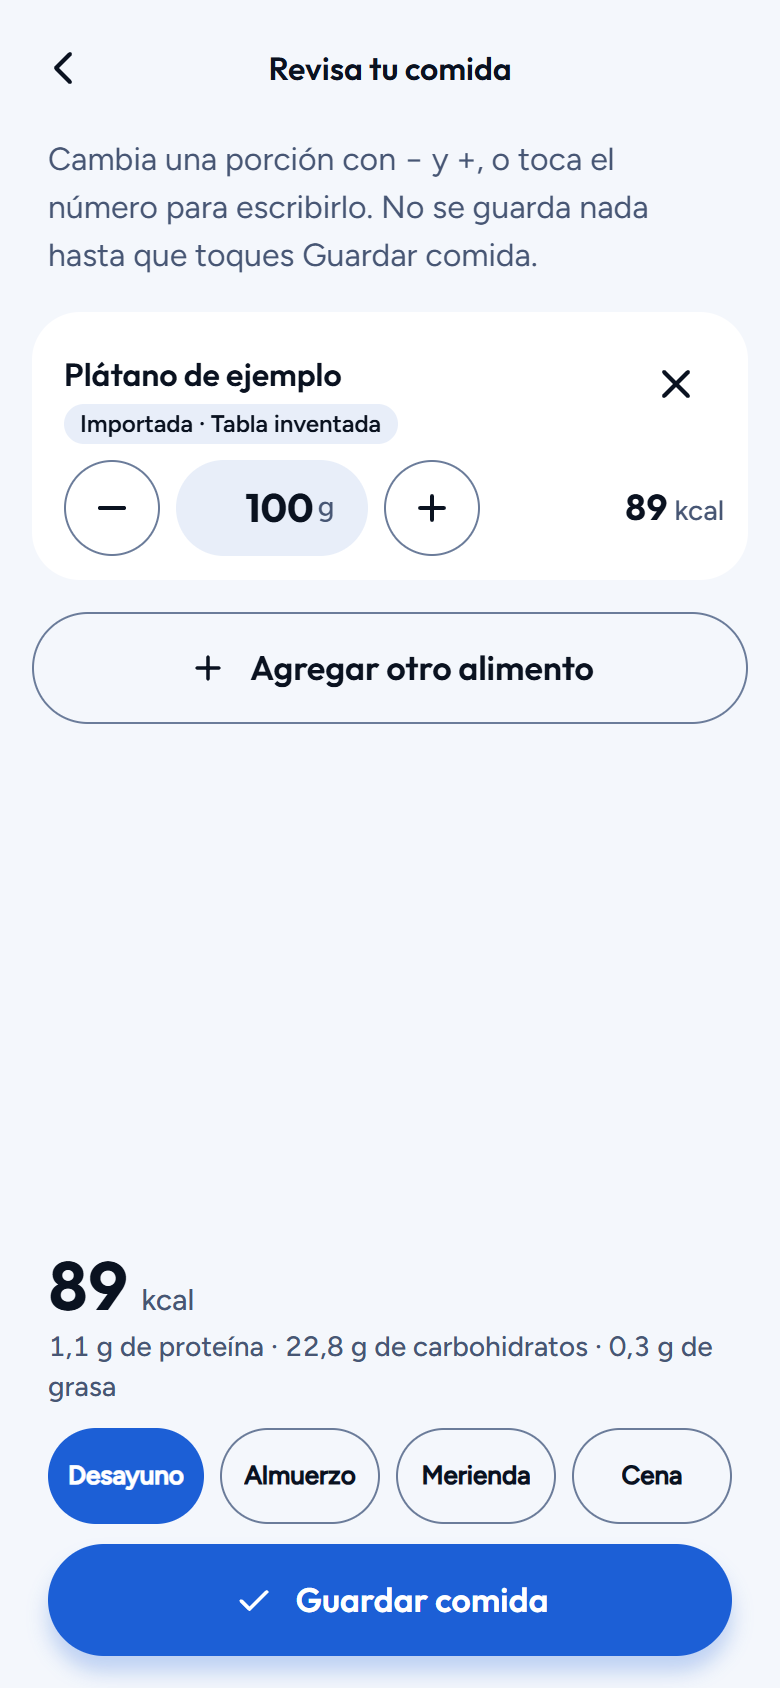 Revisa tu comida
Cambia una porción con − y +, o toca el
número para escribirlo. No se guarda nada
hasta que toques Guardar comida.
Plátano de ejemplo
Importada · Tabla inventada
100 g
89 kcal
Agregar otro alimento
89 kcal
1,1 g de proteína · 22,8 g de carbohidratos · 0,3 g de
grasa
Desayuno Almuerzo Merienda Cena
Guardar comida